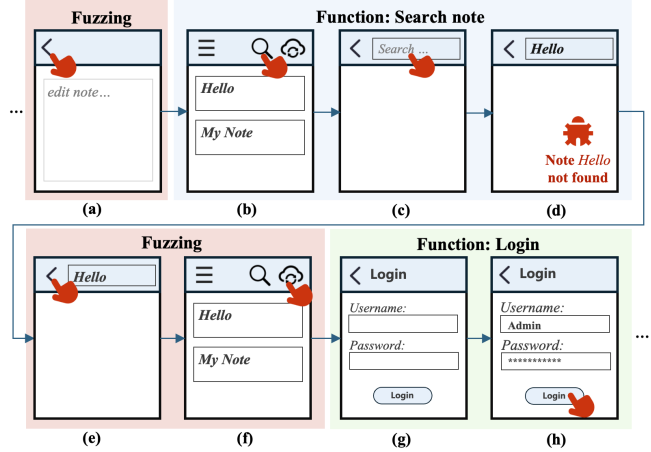 Fuzzing
Function: Search note
edit note...
Hello
My Note
Search ...
Hello
Note Hello
not found
...
(a)
(b)
(c)
(d)
Fuzzing
Function: Login
Hello
Hello
My Note
Login
Username:
Password:
Login
Login
Username:
Admin
Password:
***********
Login
...
(e)
(f)
(g)
(h)